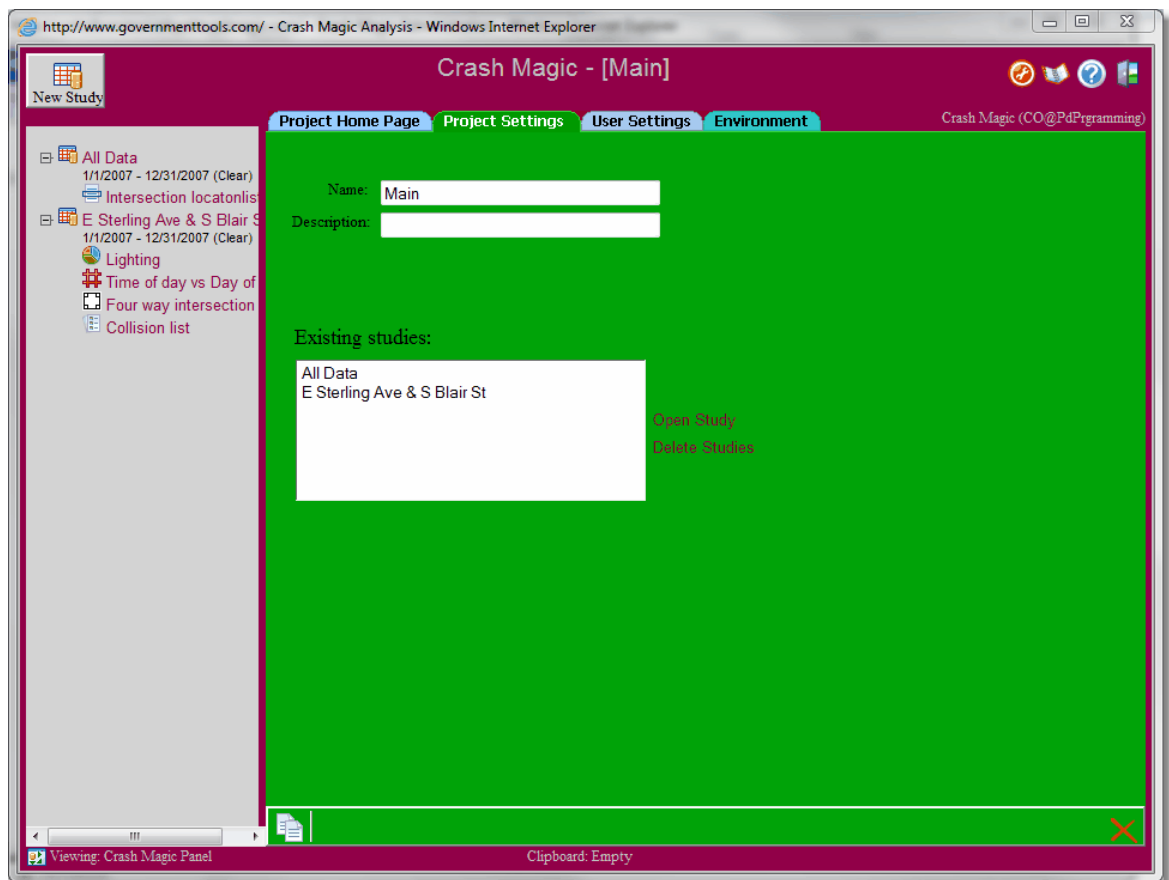 http://www.governmenttools.com/ - Crash Magic Analysis - Windows Internet Explorer
New Study
Crash Magic - [Main]
Project Home Page Project Settings User Settings Environment
Crash Magic (CO@PdPrgramming)
All Data
1/1/2007 - 12/31/2007 (Clear)
Intersection locatonlis
E Sterling Ave & S Blair S
1/1/2007 - 12/31/2007 (Clear)
Lighting
Time of day vs Day of
Four way intersection
Collision list
Name: Main
Description:
Existing studies:
All Data
E Sterling Ave & S Blair St
Open Study
Delete Studies
Viewing: Crash Magic Panel
Clipboard: Empty